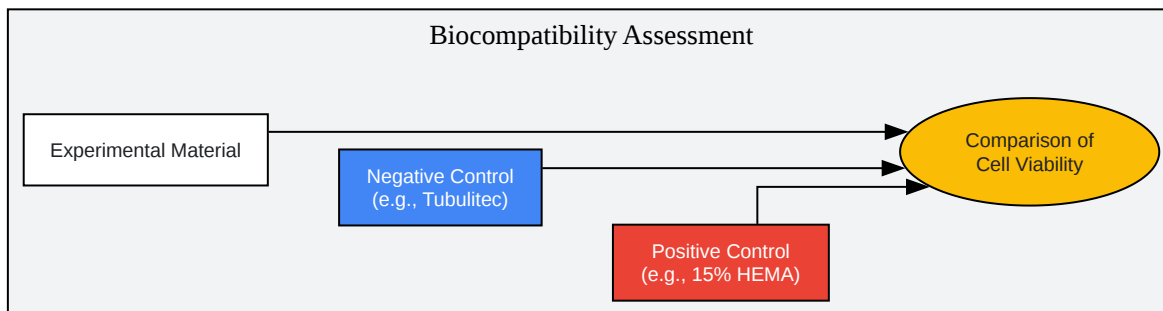 Biocompatibility Assessment
Experimental Material
Negative Control
(e.g., Tubulitec)
Positive Control
(e.g., 15% HEMA)
Comparison of
Cell Viability